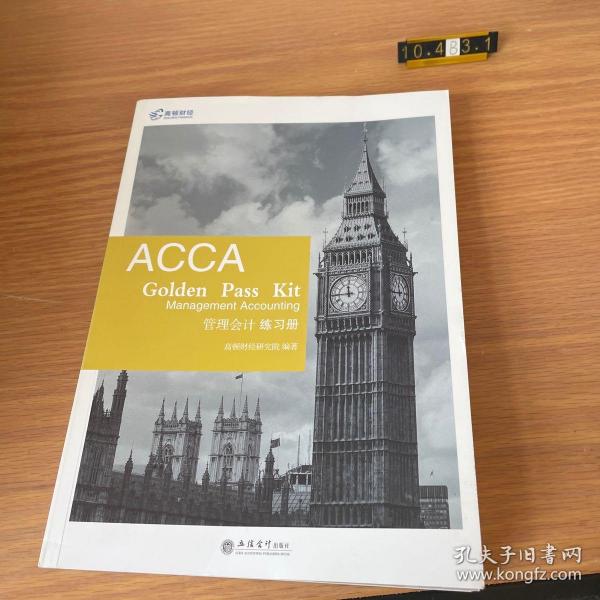 10.483.1
高顿财经
ACCA
Golden Pass Kit
Management Accounting
管理会计 练习册
高顿财经研究院 编著
立信会计出版社
孔夫子旧書网
www.kongfz.com